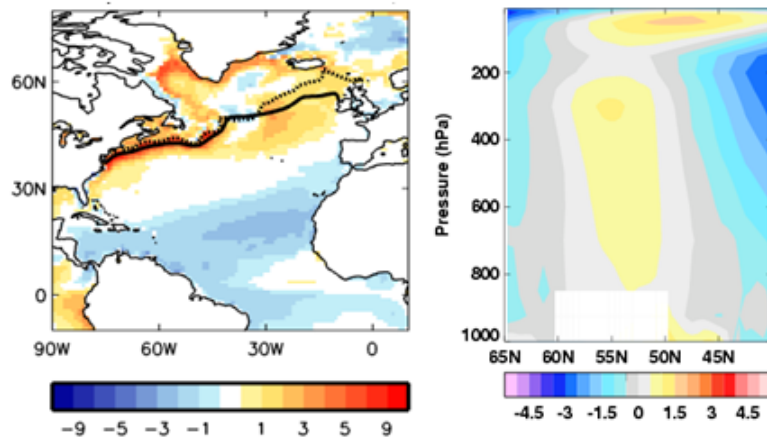 60N
30N
0
90W
60W
30W
0
-9 -5 -3 -1 1 3 5 9
Pressure (hPa)
200
400
600
800
1000
65N 60N 55N 50N 45N
-4.5 -3 -1.5 0 1.5 3 4.5